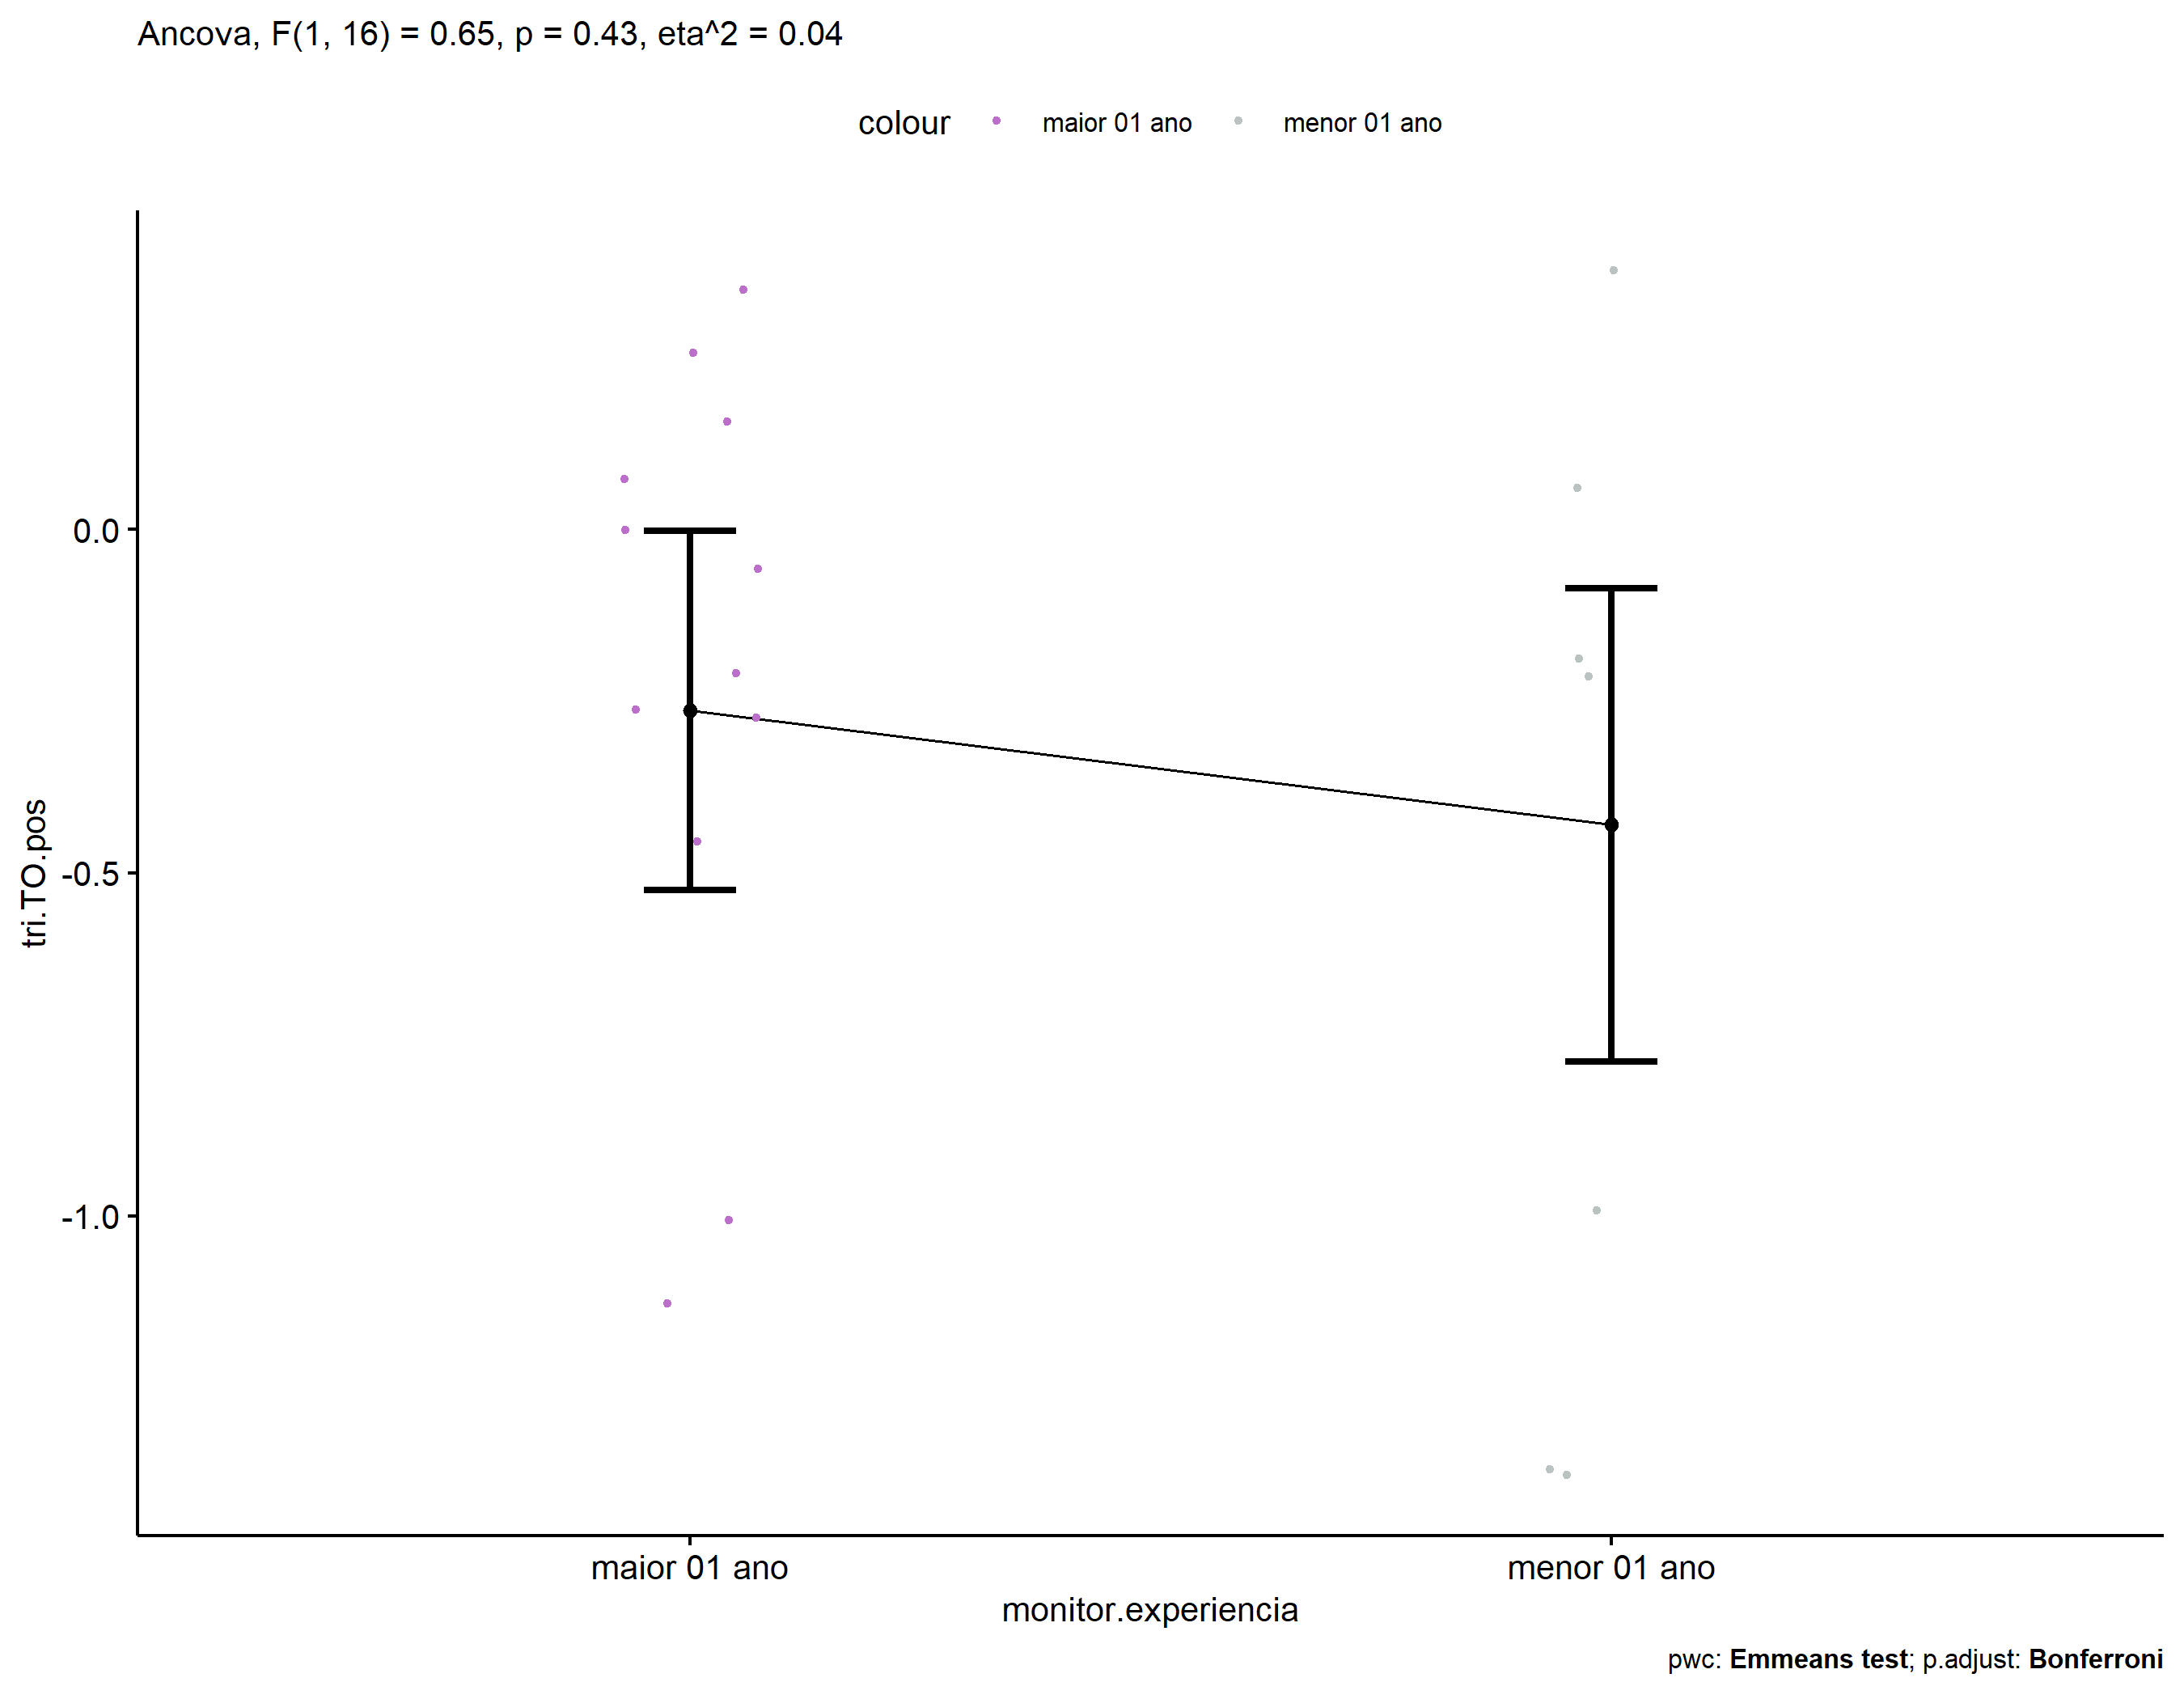 Ancova, F(1, 16) = 0.65, p = 0.43, eta^2 = 0.04
colour maior 01 ano menor 01 ano
tri.TO.pos
0.0
-0.5
-1.0
maior 01 ano menor 01 ano
monitor.experiencia
pwc: Emmeans test; p.adjust: Bonferroni